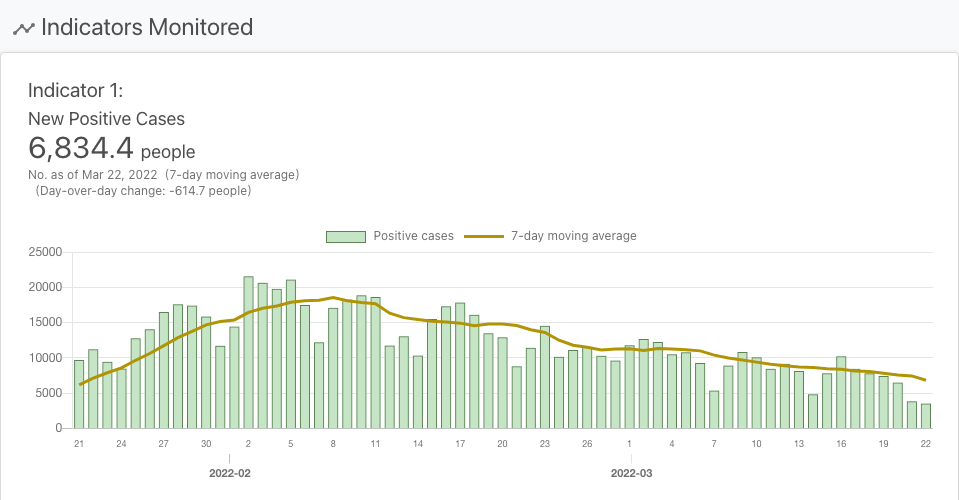 Indicators Monitored
Indicator 1:
New Positive Cases
6,834.4 people
No. as of Mar 22, 2022 (7-day moving average)
(Day-over-day change: -614.7 people)
Positive cases 7-day moving average
25000
20000
15000
10000
5000
0
21 24 27 30 2 5 8 11 14 17 20 23 26 1 4 7 10 13 16 19 22
2022-02 2022-03